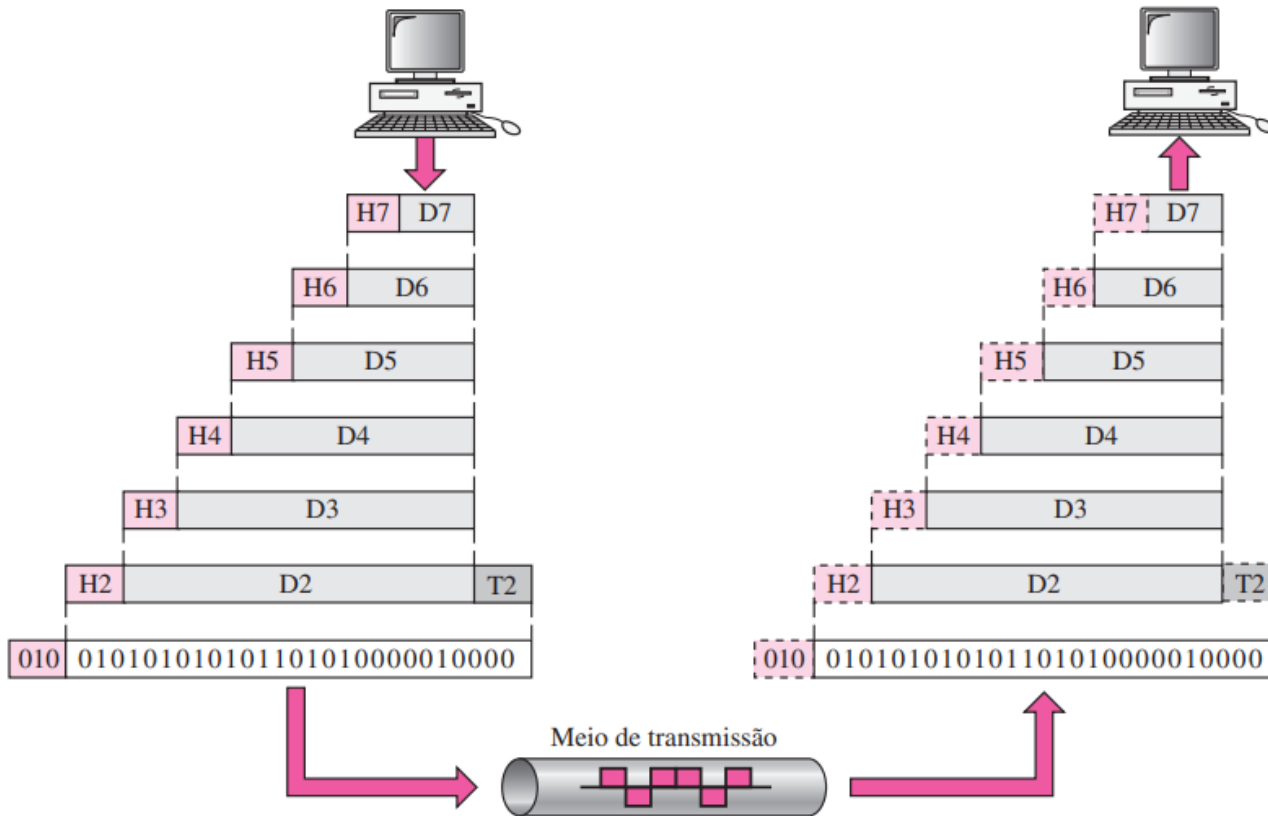 H7 D7 H7 D7
H6 D6 H6 D6
H5 D5 H5 D5
H4 D4 H4 D4
H3 D3 H3 D3
H2 D2 T2 H2 D2 T2
010 010101010101101010000010000 010 010101010101101010000010000
Meio de transmissão